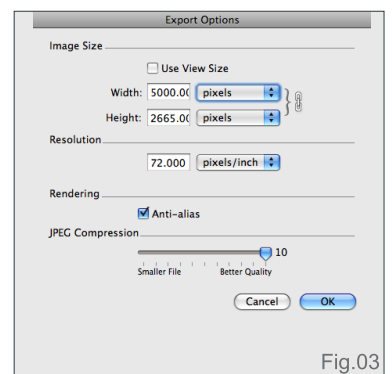 Export Options
Image Size
Use View Size
Width: 5000.00 pixels
Height: 2665.00 pixels
Resolution
72.000 pixels/inch
Rendering
Anti-alias
JPEG Compression
10
Smaller File Better Quality
Cancel OK
Fig.03